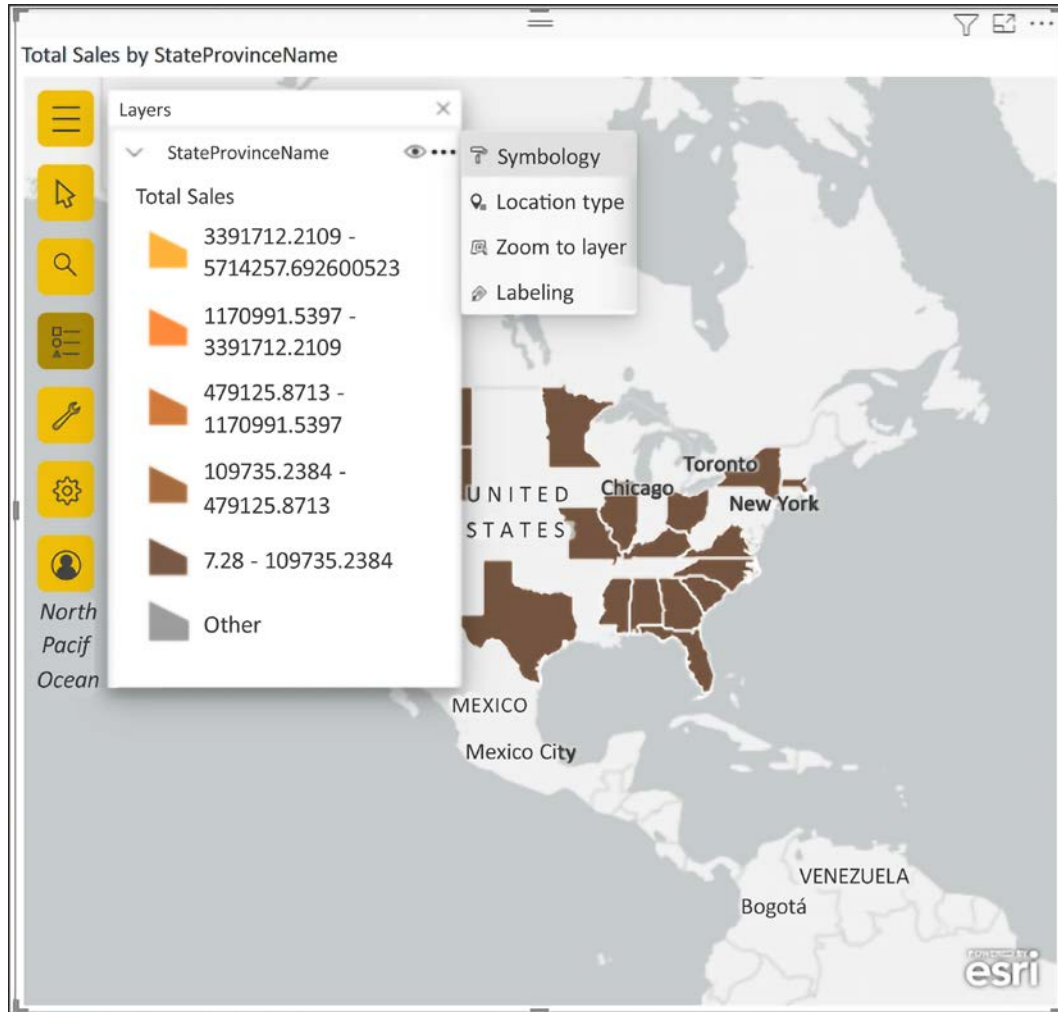 Total Sales by StateProvinceName
Layers
StateProvinceName
Total Sales
3391712.2109 -
5714257.692600523
1170991.5397 -
3391712.2109
479125.8713 -
1170991.5397
109735.2384 -
479125.8713
7.28 - 109735.2384
Other
Symbology
Location type
Zoom to layer
Labeling
Toronto
Chicago
New York
UNITED
STATES
North
Pacif
Ocean
MEXICO
Mexico City
VENEZUELA
Bogotá
POWERED BY
esri